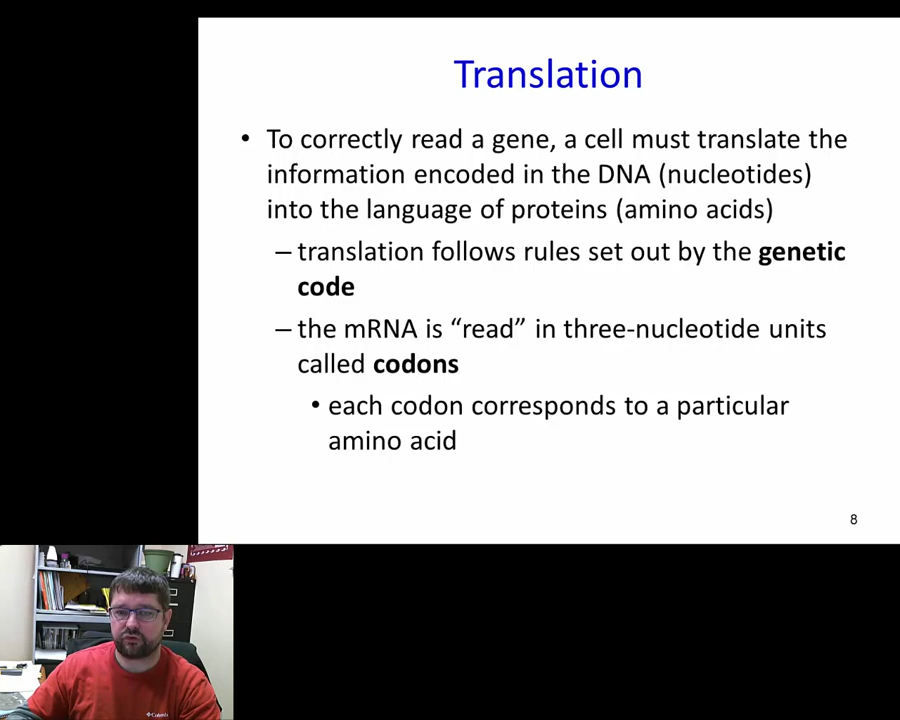 Translation
• To correctly read a gene, a cell must translate the
information encoded in the DNA (nucleotides)
into the language of proteins (amino acids)
– translation follows rules set out by the genetic
code
– the mRNA is “read” in three-nucleotide units
called codons
• each codon corresponds to a particular
amino acid
8
Columbia